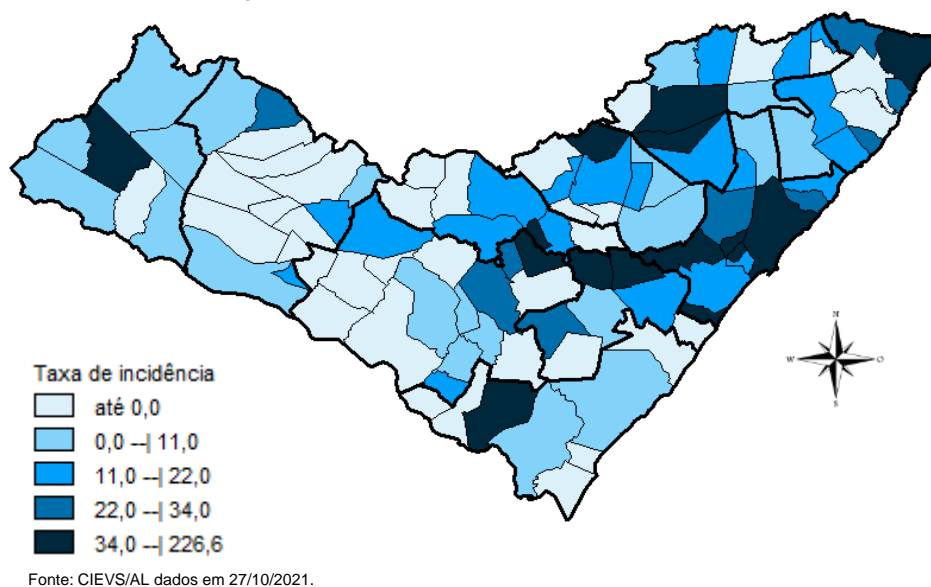 N
W
O
S
Taxa de incidência
até 0,0
0,0 --| 11,0
11,0 --| 22,0
22,0 --| 34,0
34,0 --| 226,6
Fonte: CIEVS/AL dados em 27/10/2021.